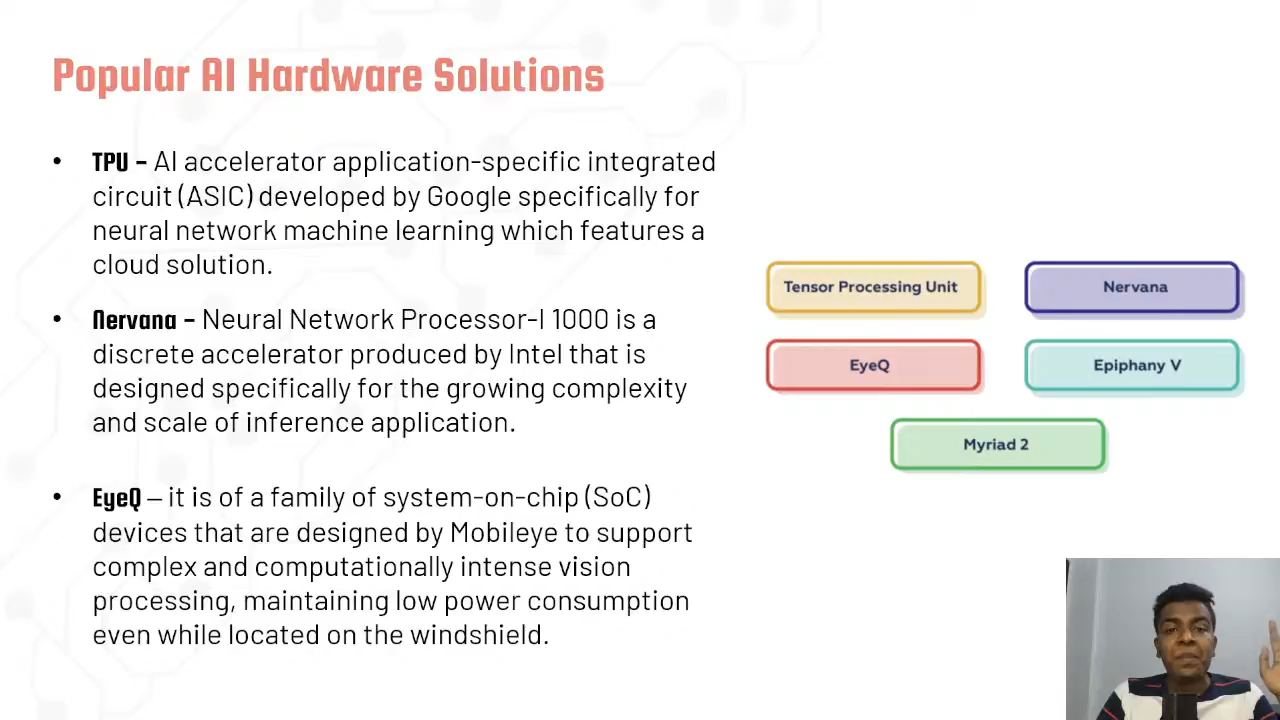 Popular AI Hardware Solutions
• TPU – AI accelerator application-specific integrated
circuit (ASIC) developed by Google specifically for
neural network machine learning which features a
cloud solution.
• Nervana – Neural Network Processor-I 1000 is a
discrete accelerator produced by Intel that is
designed specifically for the growing complexity
and scale of inference application.
• EyeQ – it is of a family of system-on-chip (SoC)
devices that are designed by Mobileye to support
complex and computationally intense vision
processing, maintaining low power consumption
even while located on the windshield.
Tensor Processing Unit
Nervana
EyeQ
Epiphany V
Myriad 2